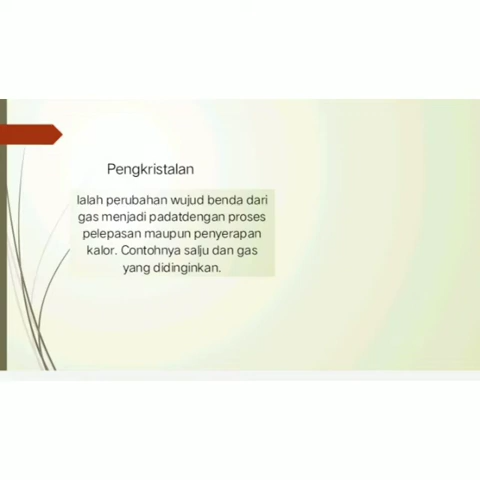 Pengkristalan
Ialah perubahan wujud benda dari
gas menjadi padatdengan proses
pelepasan maupun penyerapan
kalor. Contohnya salju dan gas
yang didinginkan.